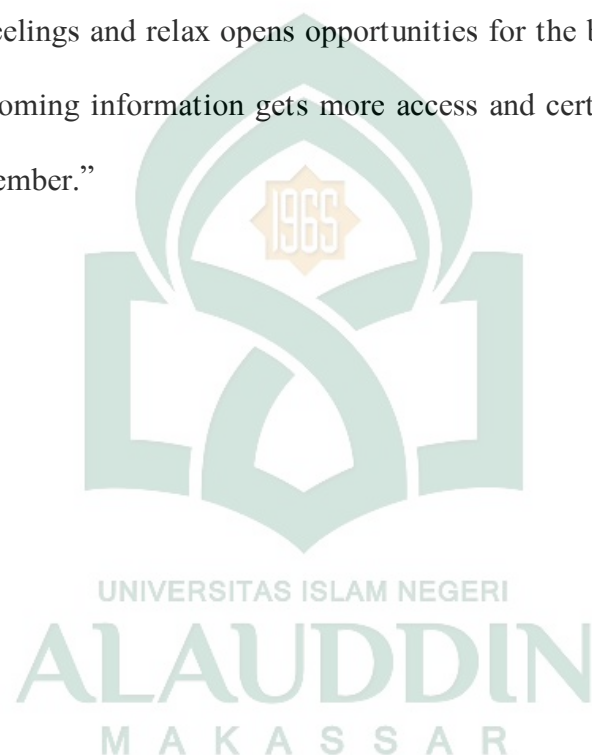 eelings and relax opens opportunities for the b
oming information gets more access and cert
ember.”
1965
UNIVERSITAS ISLAM NEGERI
ALAUDDIN
MAKASSAR